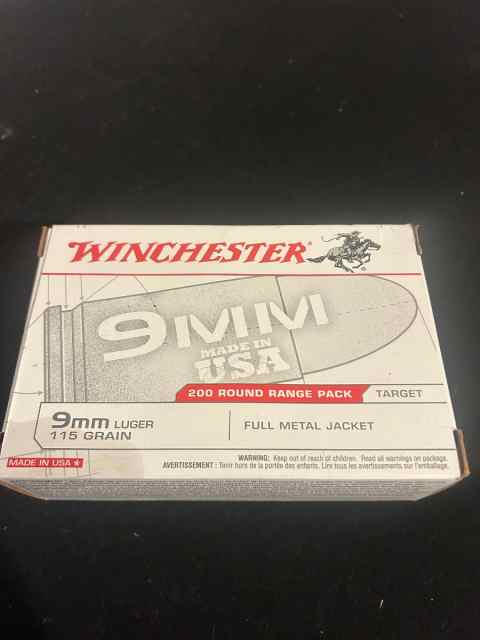 WINCHESTER
9MM
MADE IN
USA
200 ROUND RANGE PACK TARGET
9mm LUGER
115 GRAIN
FULL METAL JACKET
MADE IN USA ★
WARNING: Keep out of reach of children. Read all warnings on package.
AVERTISSEMENT: Tenir hors de la portée des enfants. Lire tous les avertissements sur l'emballage.